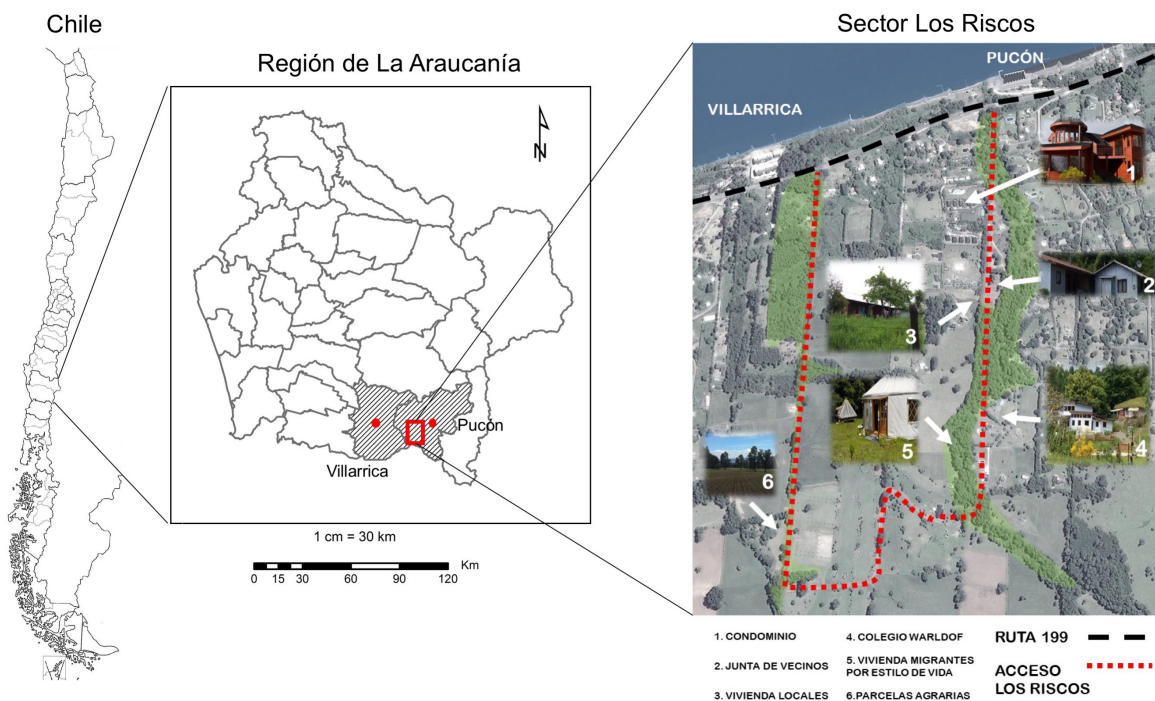 Chile
Región de La Araucanía
N
Pucón
Villarrica
1 cm = 30 km
0 15 30 60 90 120 Km
Sector Los Riscos
PUCÓN
VILLARRICA
1
2
3
4
5
6
1. CONDOMINIO
2. JUNTA DE VECINOS
3. VIVIENDA LOCALES
4. COLEGIO WARLDOF
5. VIVIENDA MIGRANTES
POR ESTILO DE VIDA
6.PARCELAS AGRARIAS
RUTA 199
ACCESO
LOS RISCOS